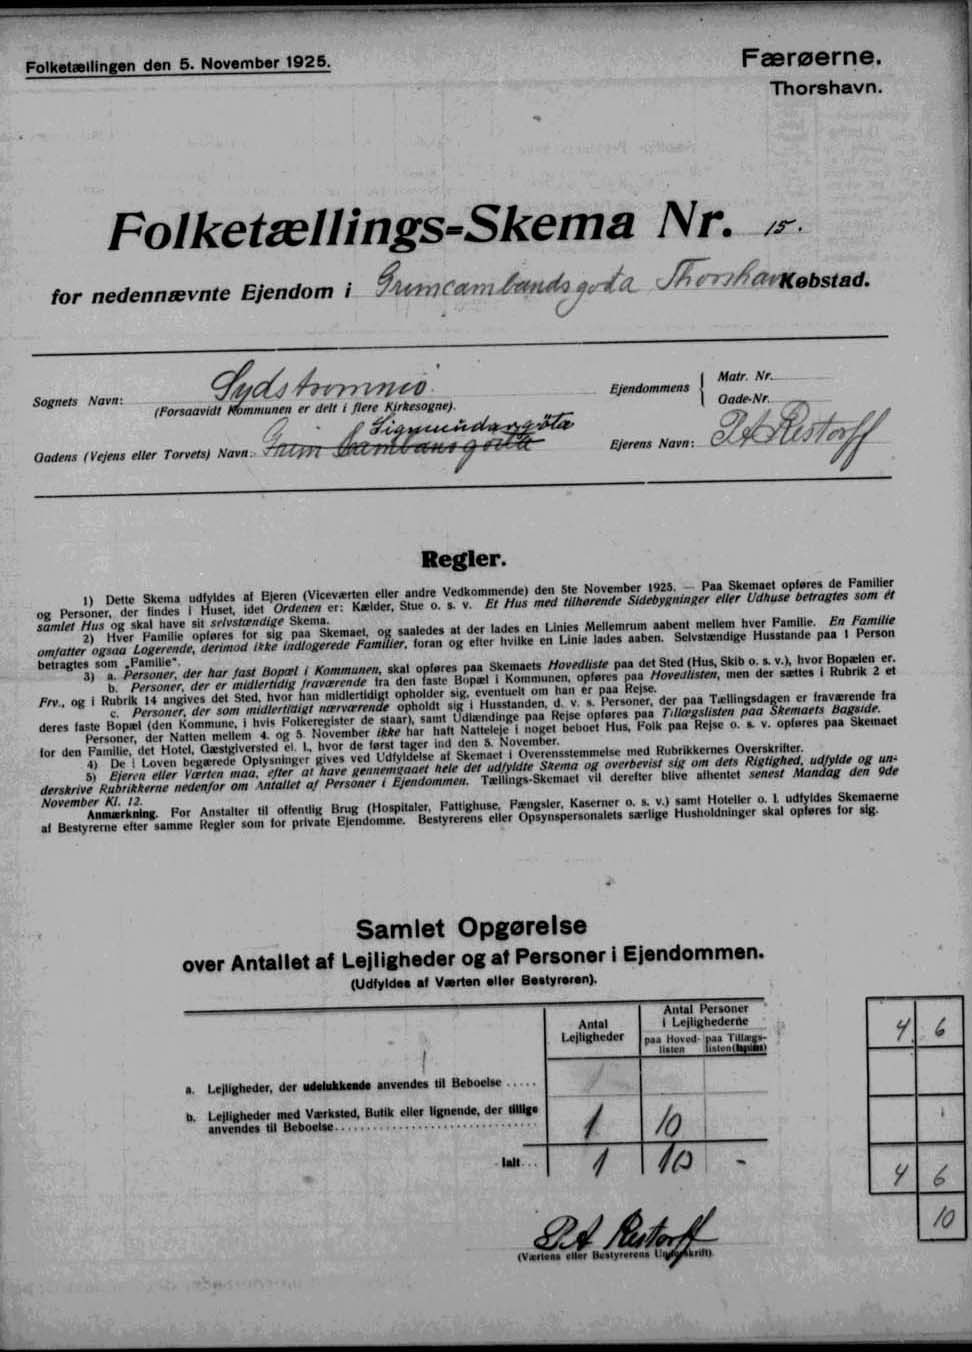 Folketællingen den 5. November 1925.
Færøerne.
Thorshavn.
Folketællings-Skema Nr. 15.
for nedennævnte Ejendom i Grimcambandsgøta Thorshavn Købstad.
Sognets Navn: Sydstrømnø
(Forsaavidt Kommunen er delt i flere Kirkesogne).
Ejendommens
Matr. Nr.
Gade-Nr.
Sigmundargöta
Gadens (Vejens eller Torvets) Navn: Grim Cambansgøta
Ejerens Navn: P A Restorff
Regler.
1) Dette Skema udfyldes af Ejeren (Viceværten eller andre Vedkommende) den 5te November 1925. — Paa Skemaet opføres de Familier
og Personer, der findes i Huset, idet Ordenen er: Kælder, Stue o. s. v. Et Hus med tilhørende Sidebygninger eller Udhuse betragtes som ét
samlet Hus og skal have sit selvstændige Skema.
2) Hver Familie opføres for sig paa Skemaet, og saaledes at der lades en Linies Mellemrum aabent mellem hver Familie. En Familie
omfatter ogsaa Logerende, derimod ikke indlogerede Familier, foran og efter hvilke en Linie lades aaben. Selvstændige Husstande paa 1 Person
betragtes som „Familie“.
3) a. Personer, der har fast Bopæl i Kommunen, skal opføres paa Skemaets Hovedliste paa det Sted (Hus, Skib o. s. v.), hvor Bopælen er.
b. Personer, der er midlertidig fraværende fra den faste Bopæl i Kommunen, opføres paa Hovedlisten, men der sættes i Rubrik 2 et
Frv., og i Rubrik 14 angives det Sted, hvor han midlertidigt opholder sig, eventuelt om han er paa Rejse.
c. Personer, der som midlertidigt nærværende opholdt sig i Husstanden, d. v. s. Personer, der paa Tællingsdagen er fraværende fra
deres faste Bopæl (den Kommune, i hvis Folkeregister de staar), samt Udlændinge paa Rejse opføres paa Tillægslisten paa Skemaets Bagside.
Personer, der Natten mellem 4. og 5. November ikke har haft Natteleje i noget beboet Hus, Folk paa Rejse o. s. v. opføres paa Skemaet
for den Familie, det Hotel, Gæstgiversted el. l., hvor de først tager ind den 5. November.
4) De i Loven begærede Oplysninger gives ved Udfyldelse af Skemaet i Overensstemmelse med Rubrikkernes Overskrifter.
5) Ejeren eller Værten maa, efter at have gennemgaaet hele det udfyldte Skema og overbevist sig om dets Rigtighed, udfylde og un-
derskrive Rubrikkerne nedenfor om Antallet af Personer i Ejendommen. Tællings-Skemaet vil derefter blive afhentet senest Mandag den 9de
November Kl. 12.
Anmærkning. For Anstalter til offentlig Brug (Hospitaler, Fattighuse, Fængsler, Kaserner o. s. v.) samt Hoteller o. l. udfyldes Skemaerne
af Bestyrerne efter samme Regler som for private Ejendomme. Bestyrerens eller Opsynspersonalets særlige Husholdninger skal opføres for sig.
Samlet Opgørelse
over Antallet af Lejligheder og af Personer i Ejendommen.
(Udfyldes af Værten eller Bestyreren).
Antal
Lejligheder
Antal Personer
i Lejlighederne
paa Hoved-
listen
paa Tillægs-
listen
a. Lejligheder, der udelukkende anvendes til Beboelse .....
b. Lejligheder med Værksted, Butik eller lignende, der tillige
anvendes til Beboelse 1 10
Ialt... 1 10 -
4 6
4 6
10
P A Restorff
(Værtens eller Bestyrerens Underskrift).